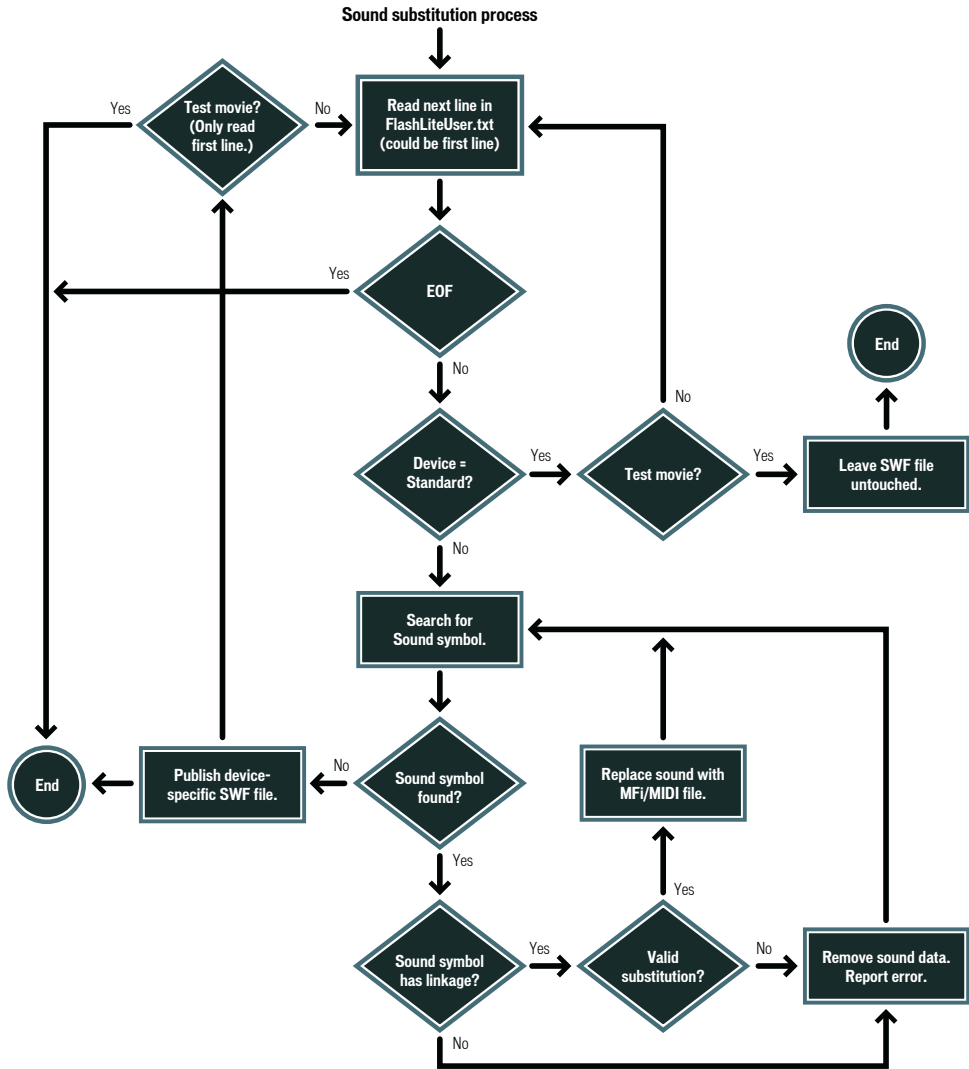 Sound substitution process
Yes
Test movie?
(Only read
first line.)
No
Read next line in
FlashLiteUser.txt
(could be first line)
Yes
EOF
No
End
No
Device =
Standard?
Yes
Test movie?
Yes
Leave SWF file
untouched.
No
Search for
Sound symbol.
End
Publish device-
specific SWF file.
No
Sound symbol
found?
Replace sound with
MFi/MIDI file.
Yes
Yes
Sound symbol
has linkage?
Yes
Valid
substitution?
No
Remove sound data.
Report error.
No